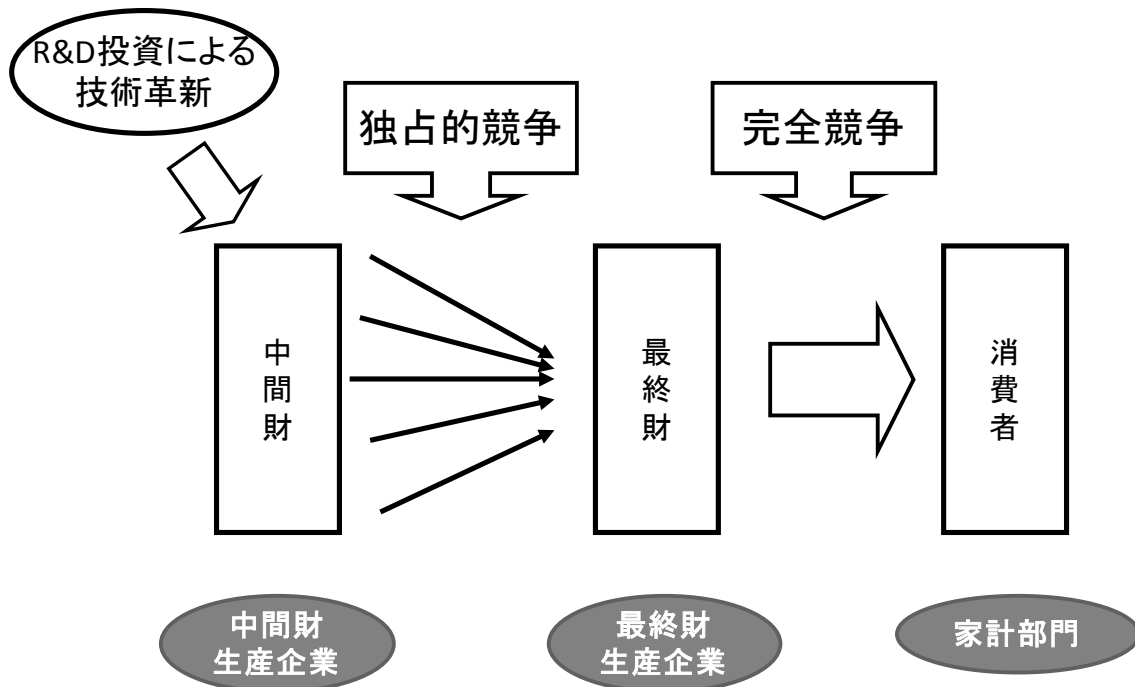 R&D投資による
技術革新
独占的競争
完全競争
中間財
最終財
消費者
中間財
生産企業
最終財
生産企業
家計部門